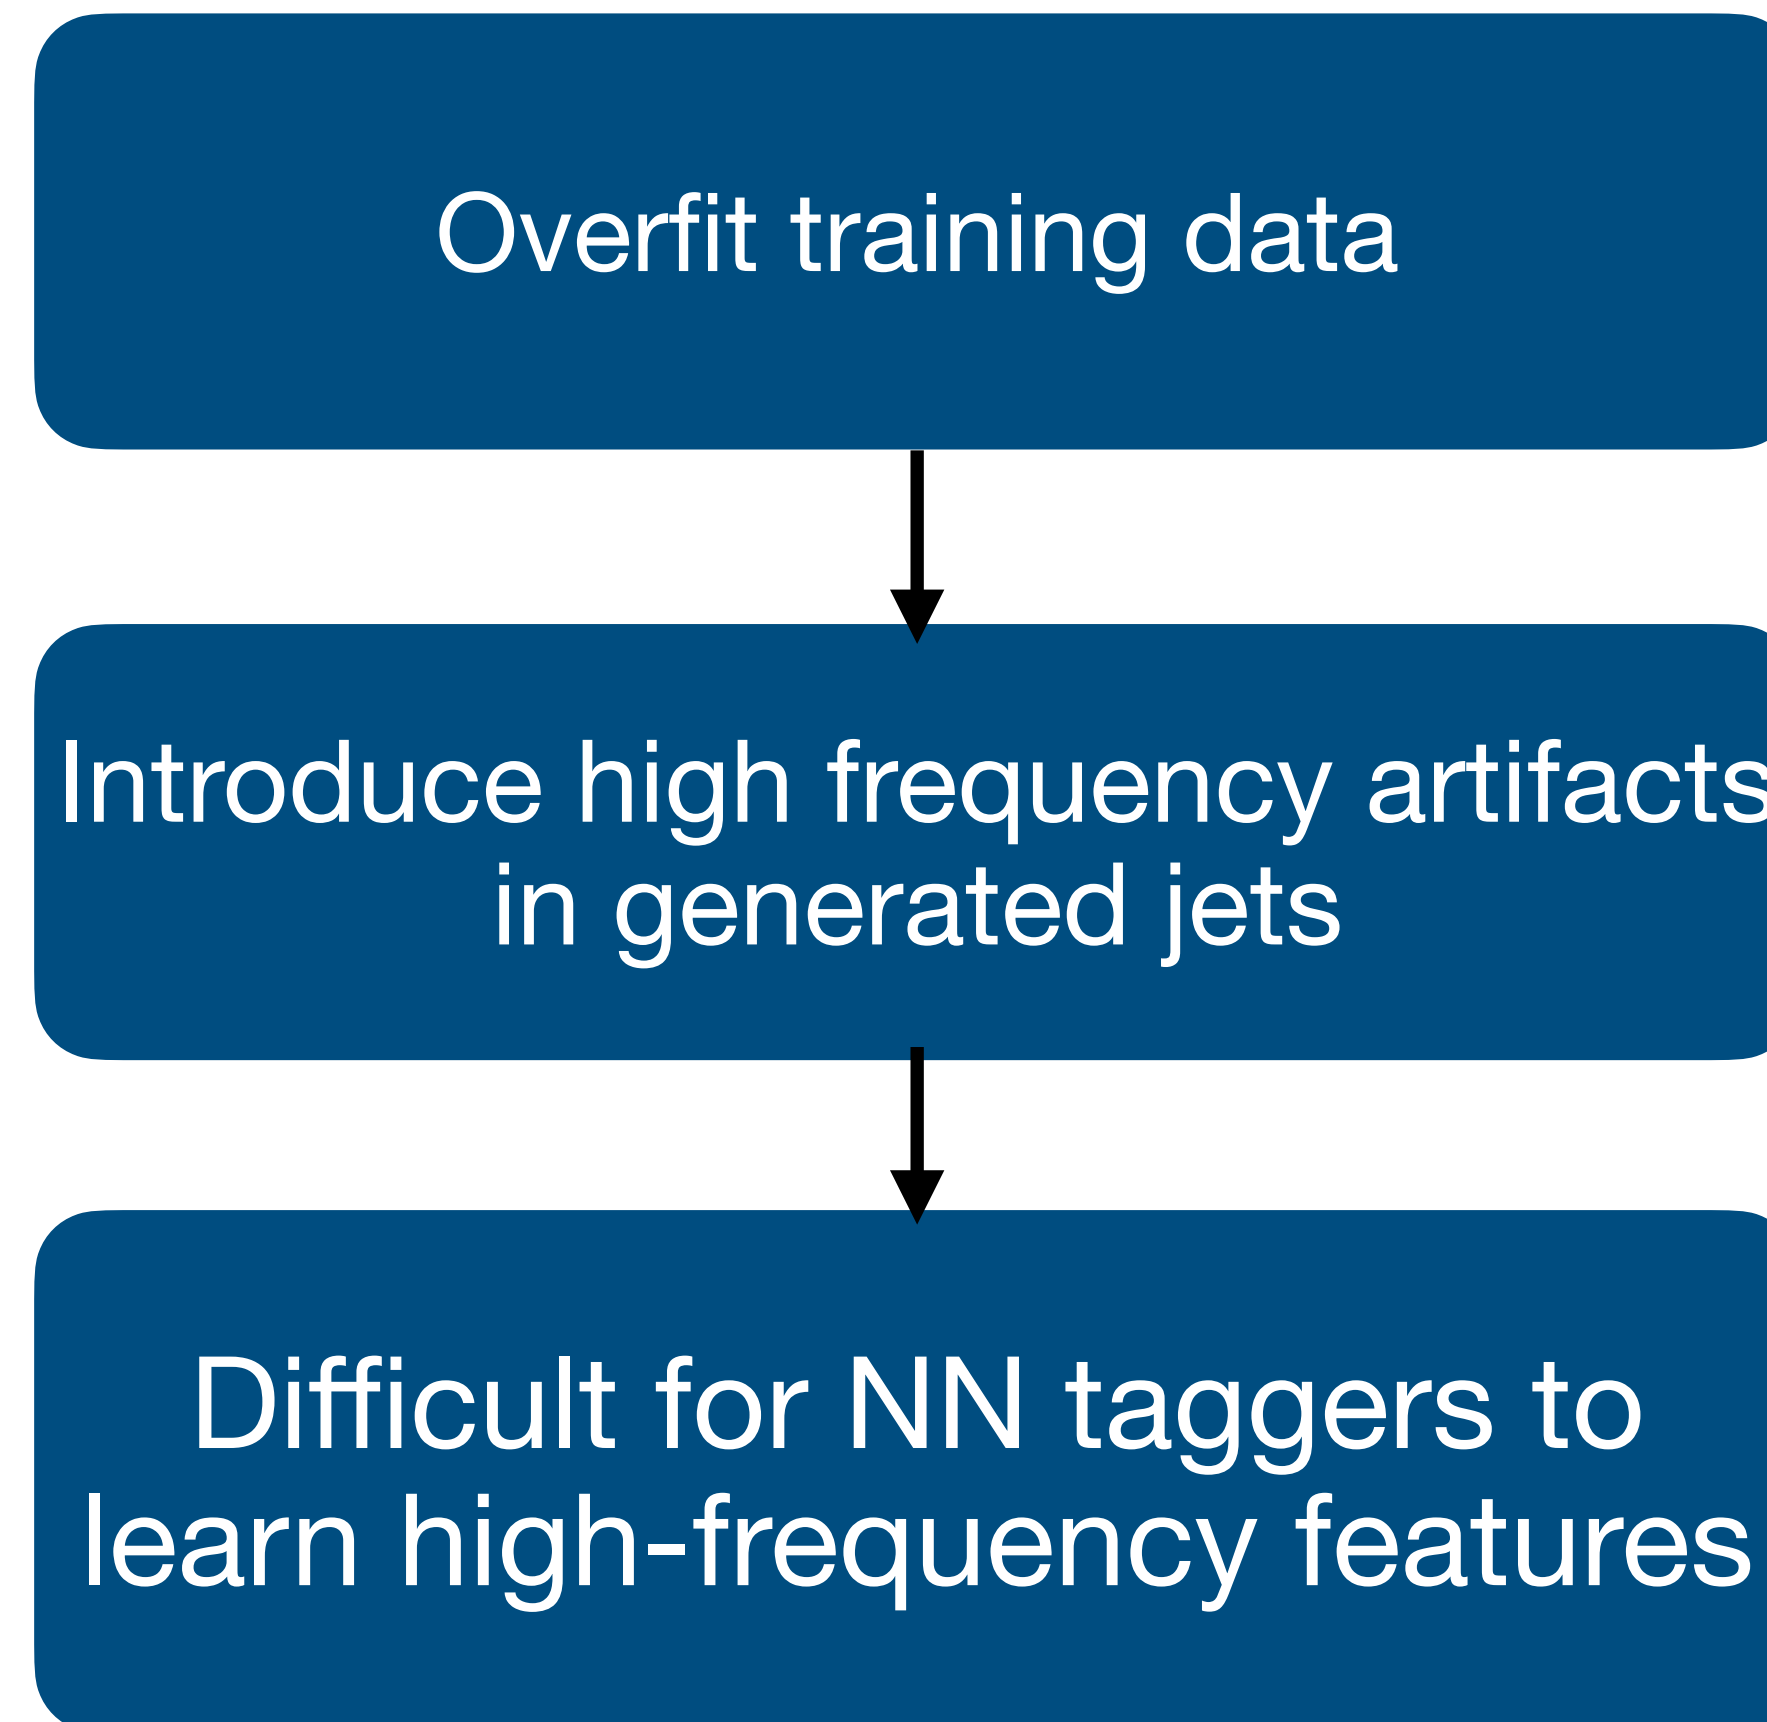 Overfit training data
Introduce high frequency artifacts
in generated jets
Difficult for NN taggers to
learn high-frequency features